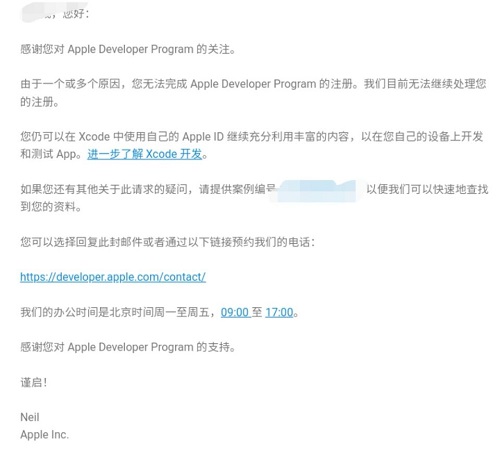 ，您好：
感谢您对 Apple Developer Program 的关注。
由于一个或多个原因，您无法完成 Apple Developer Program 的注册。我们目前无法继续处理您
的注册。
您仍可以在 Xcode 中使用自己的 Apple ID 继续充分利用丰富的内容，以在您自己的设备上开发
和测试 App。进一步了解 Xcode 开发。
如果您还有其他关于此请求的疑问，请提供案例编号 以便我们可以快速地查找
到您的资料。
您可以选择回复此封邮件或者通过以下链接预约我们的电话：
https://developer.apple.com/contact/
我们的办公时间是北京时间周一至周五，09:00 至 17:00。
感谢您对 Apple Developer Program 的支持。
谨启！
Neil
Apple Inc.